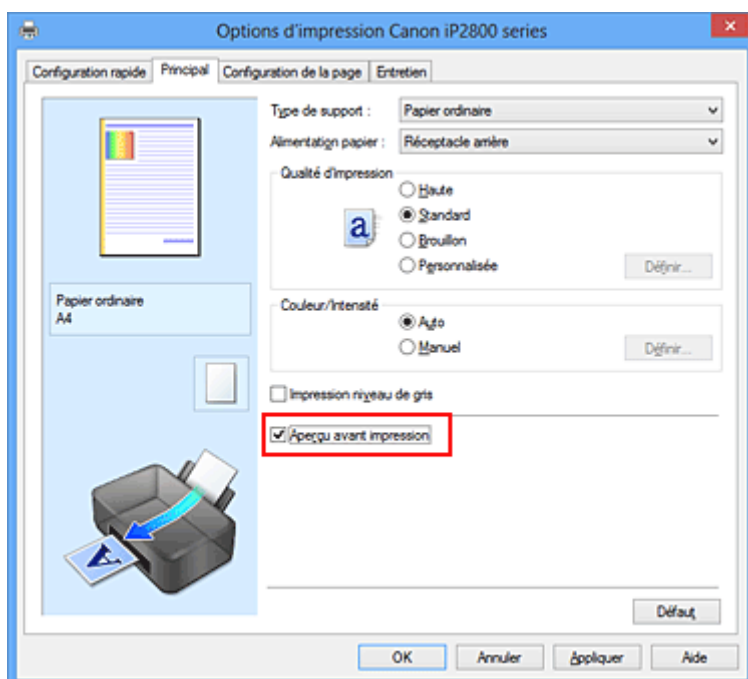 Options d'impression Canon iP2800 series
Configuration rapide Principal Configuration de la page Entretien
Type de support : Papier ordinaire
Alimentation papier : Réceptacle arrière
Qualité d'impression
Haute
a Standard
Brouillon
Personnalisée Définir...
Papier ordinaire
A4
Couleur/Intensité
Auto
Manuel Définir...
Impression niveau de gris
Aperçu avant impression
A
Défaut
OK Annuler Appliquer Aide